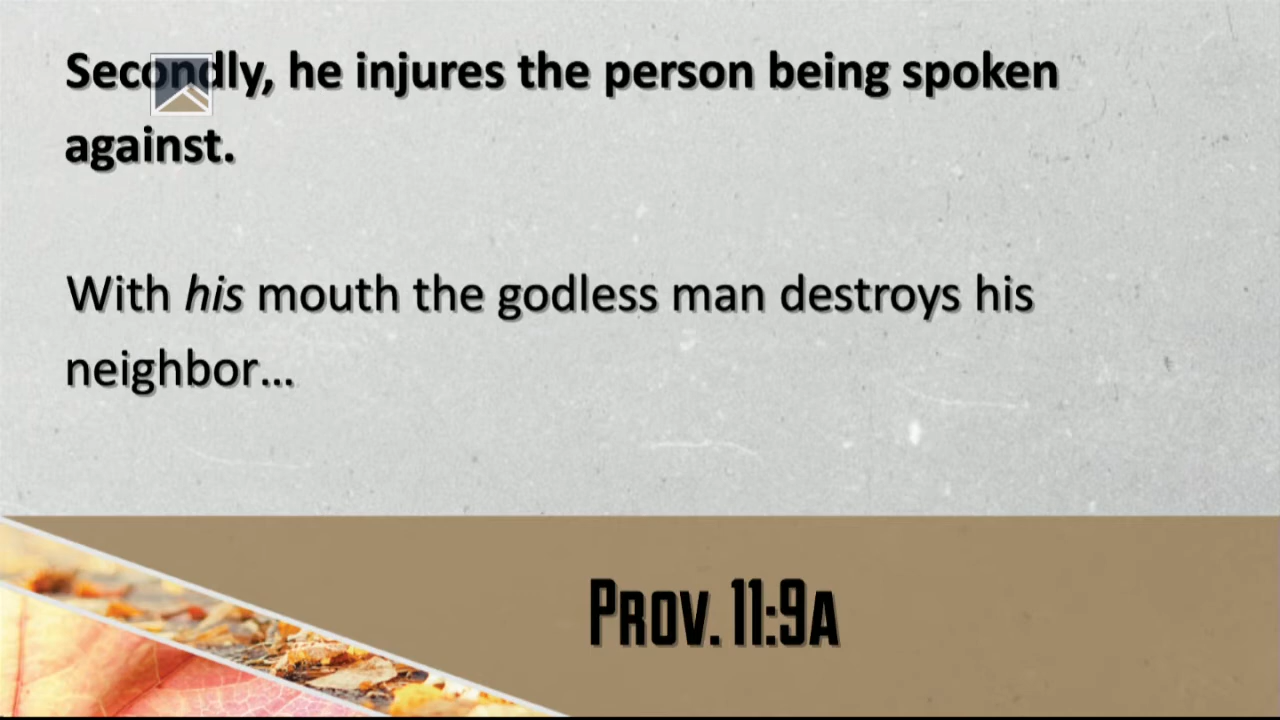 Secondly, he injures the person being spoken
against.
With his mouth the godless man destroys his
neighbor...
Prov. 11:9a